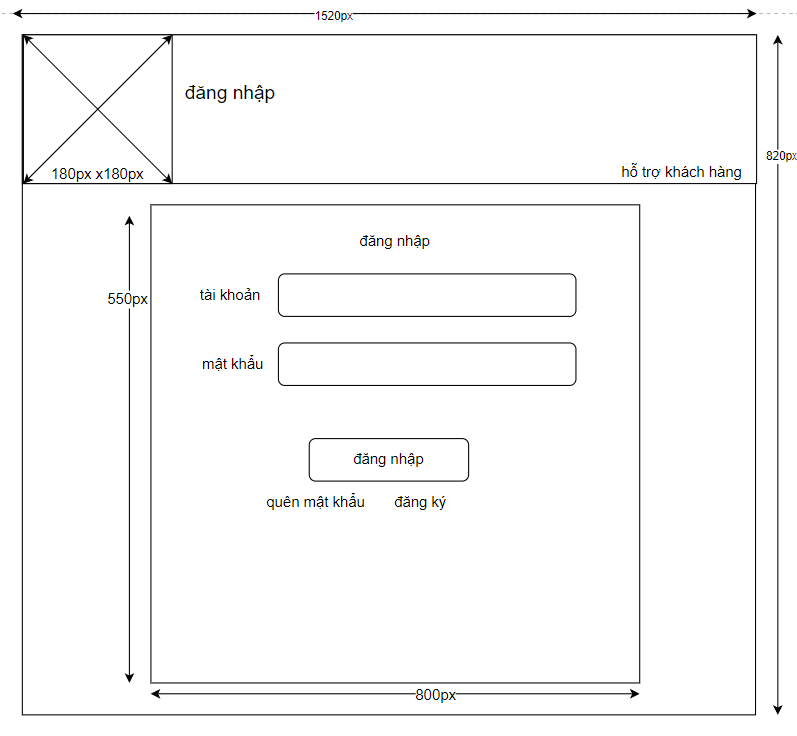 1520px
đăng nhập
180px x180px
hỗ trợ khách hàng
820px
đăng nhập
tài khoản
550px
mật khẩu
đăng nhập
quên mật khẩu
đăng ký
800px